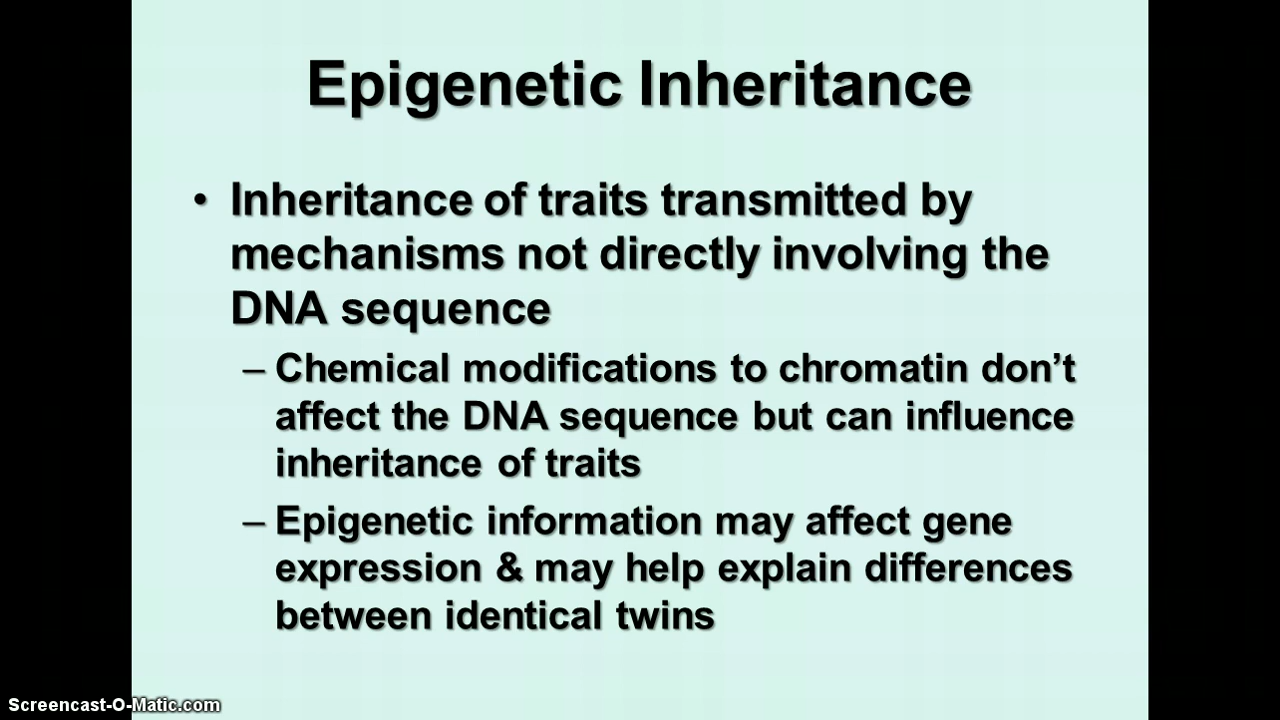 Epigenetic Inheritance
• Inheritance of traits transmitted by
mechanisms not directly involving the
DNA sequence
– Chemical modifications to chromatin don’t
affect the DNA sequence but can influence
inheritance of traits
– Epigenetic information may affect gene
expression & may help explain differences
between identical twins
Screencast-O-Matic.com